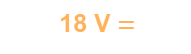 18 V =